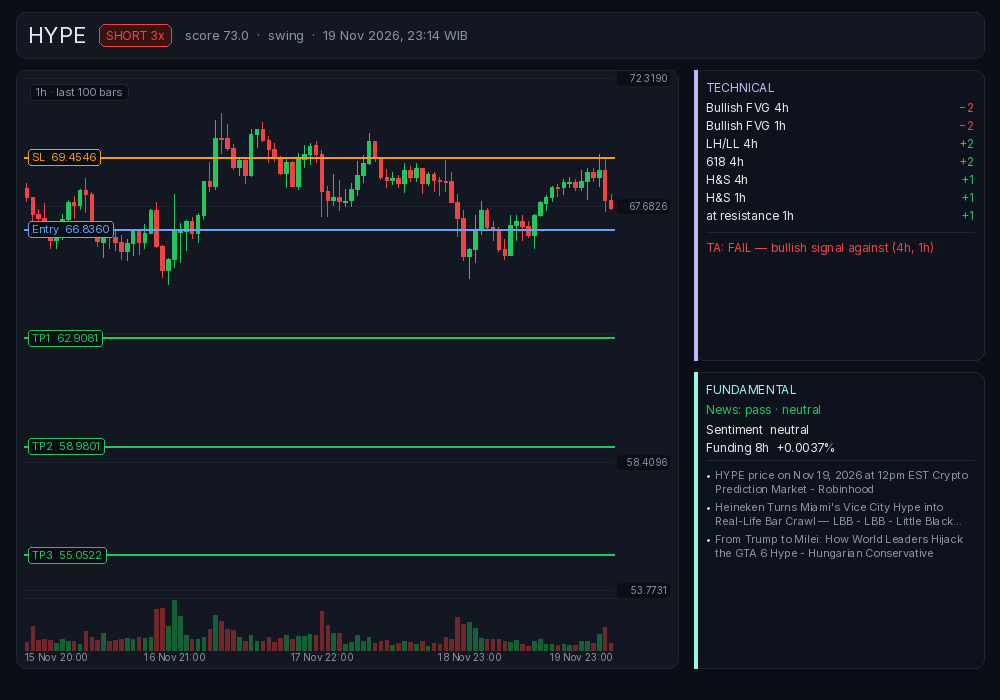 HYPE
SHORT 3x
score 73.0 · swing · 19 Nov 2026, 23:14 WIB
1h · last 100 bars
72.3190
SL 69.4546
67.6826
Entry 66.8360
TP1 62.9081
TP2 58.9801
58.4096
TP3 55.0522
53.7731
15 Nov 20:00
16 Nov 21:00
17 Nov 22:00
18 Nov 23:00
19 Nov 23:00
TECHNICAL
Bullish FVG 4h −2
Bullish FVG 1h −2
LH/LL 4h +2
618 4h +2
H&S 4h +1
H&S 1h +1
at resistance 1h +1
TA: FAIL — bullish signal against (4h, 1h)
FUNDAMENTAL
News: pass · neutral
Sentiment neutral
Funding 8h +0.0037%
• HYPE price on Nov 19, 2026 at 12pm EST Crypto
Prediction Market - Robinhood
• Heineken Turns Miami's Vice City Hype into
Real-Life Bar Crawl — LBB - LBB - Little Black...
• From Trump to Milei: How World Leaders Hijack
the GTA 6 Hype - Hungarian Conservative